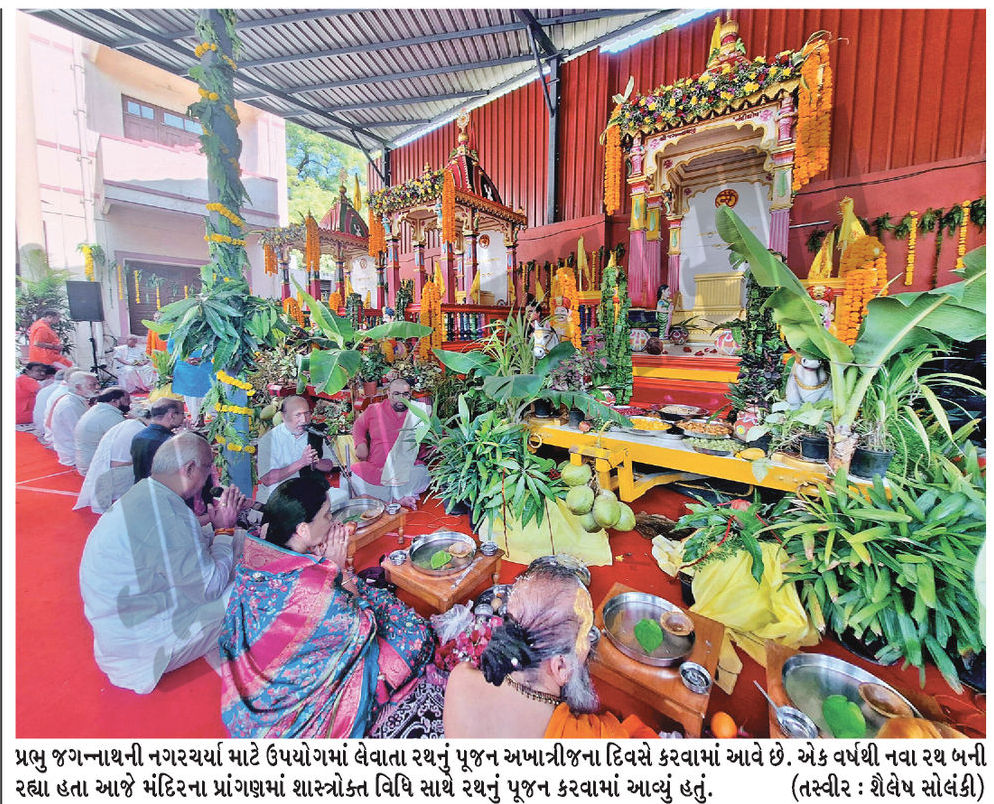 પ્રભુ જગન્નાથની નગરચર્યા માટે ઉપયોગમાં લેવાતા રથનું પૂજન અખાત્રીજના દિવસે કરવામાં આવે છે. એક વર્ષથી નવા રથ બની
રહ્યા હતા આજે મંદિરના પ્રાંગણમાં શાસ્ત્રોક્ત વિધિ સાથે રથનું પૂજન કરવામાં આવ્યું હતું. (તસ્વીર : શૈલેષ સોલંકી)